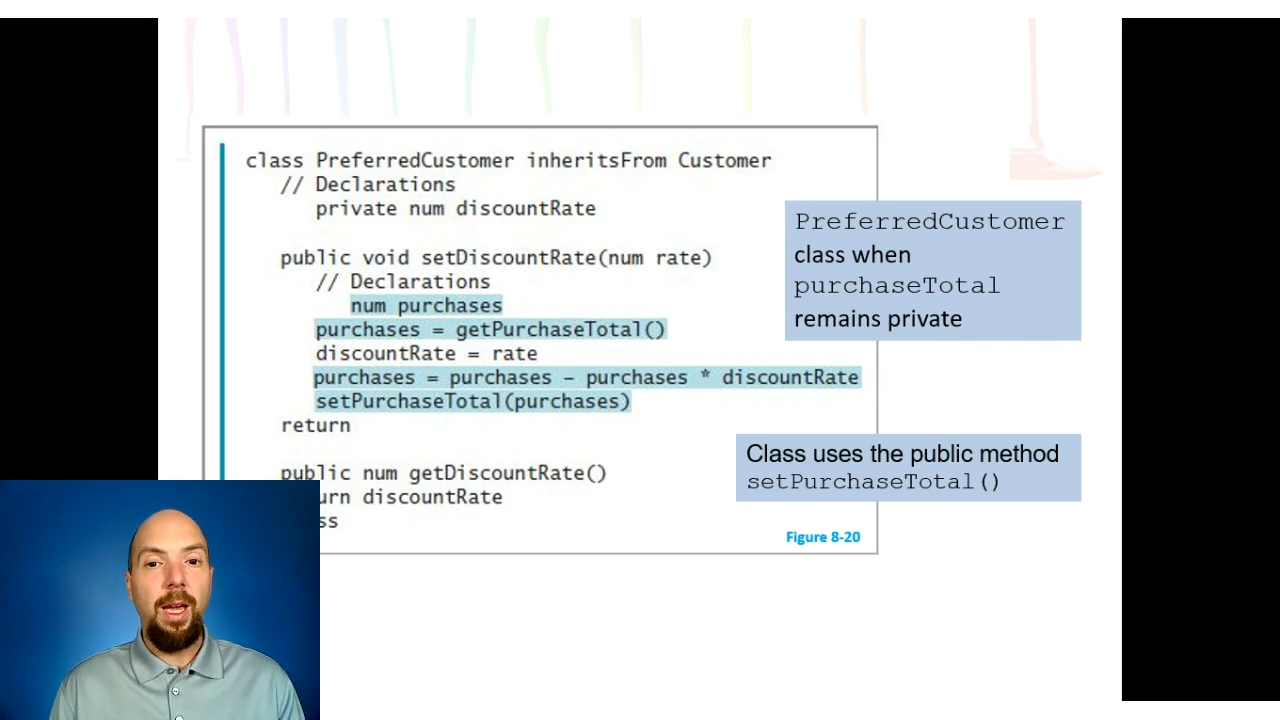 class PreferredCustomer inheritsFrom Customer
// Declarations
private num discountRate
public void setDiscountRate(num rate)
// Declarations
num purchases
purchases = getPurchaseTotal()
discountRate = rate
purchases = purchases – purchases * discountRate
setPurchaseTotal(purchases)
return
public num getDiscountRate()
urn discountRate
ss
Figure 8-20
PreferredCustomer
class when
purchaseTotal
remains private
Class uses the public method
setPurchaseTotal()